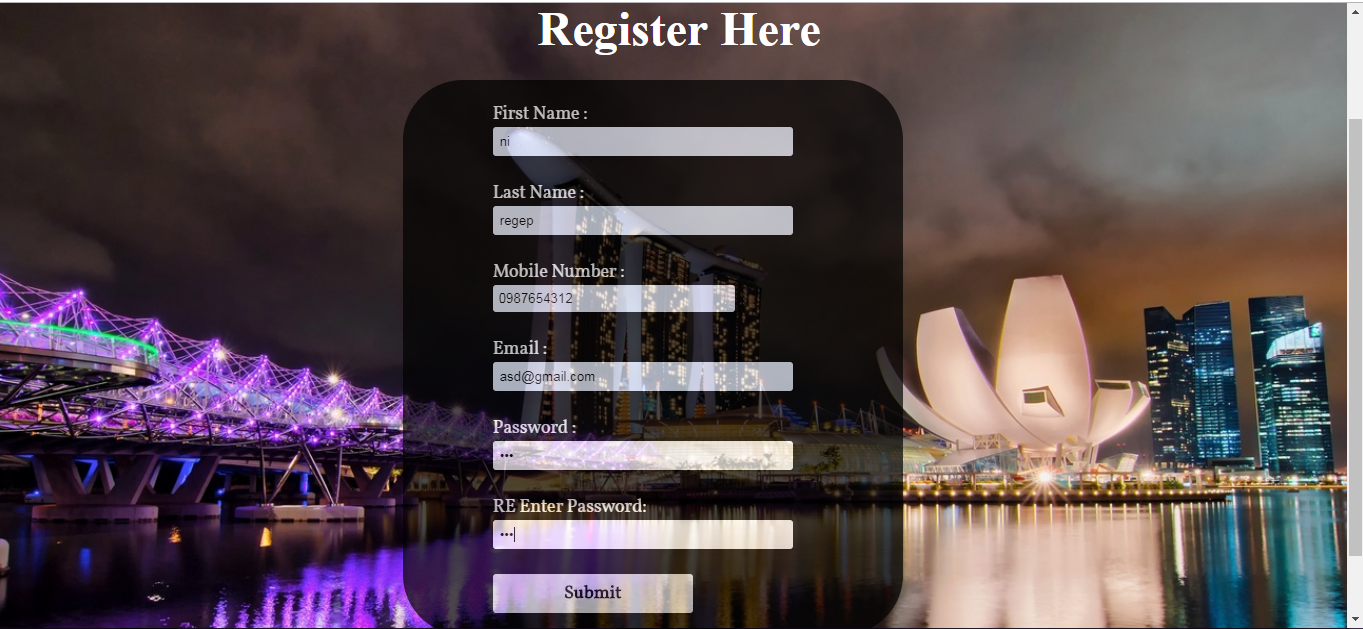 Register Here
First Name :
ni
Last Name :
regep
Mobile Number :
0987654312
Email :
asd@gmail.com
Password :
•••
RE Enter Password:
•••
Submit